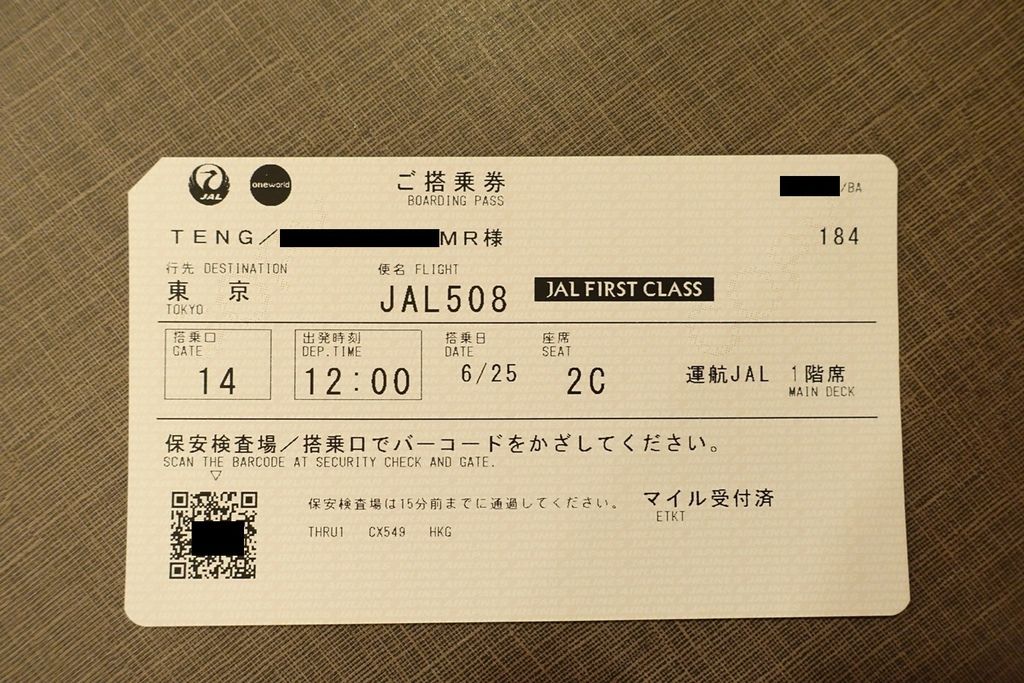 JAL
oneworld
ご搭乗券
BOARDING PASS
/BA
TENG/ MR様
184
行先 DESTINATION
便名 FLIGHT
東京
TOKYO
JAL508
JAL FIRST CLASS
搭乗口
GATE
14
出発時刻
DEP.TIME
12:00
搭乗日
DATE
6/25
座席
SEAT
2C
運航JAL 1階席
MAIN DECK
保安検査場/搭乗口でバーコードをかざしてください。
SCAN THE BARCODE AT SECURITY CHECK AND GATE.
保安検査場は15分前までに通過してください。
マイル受付済
ETKT
THRU1 CX549 HKG